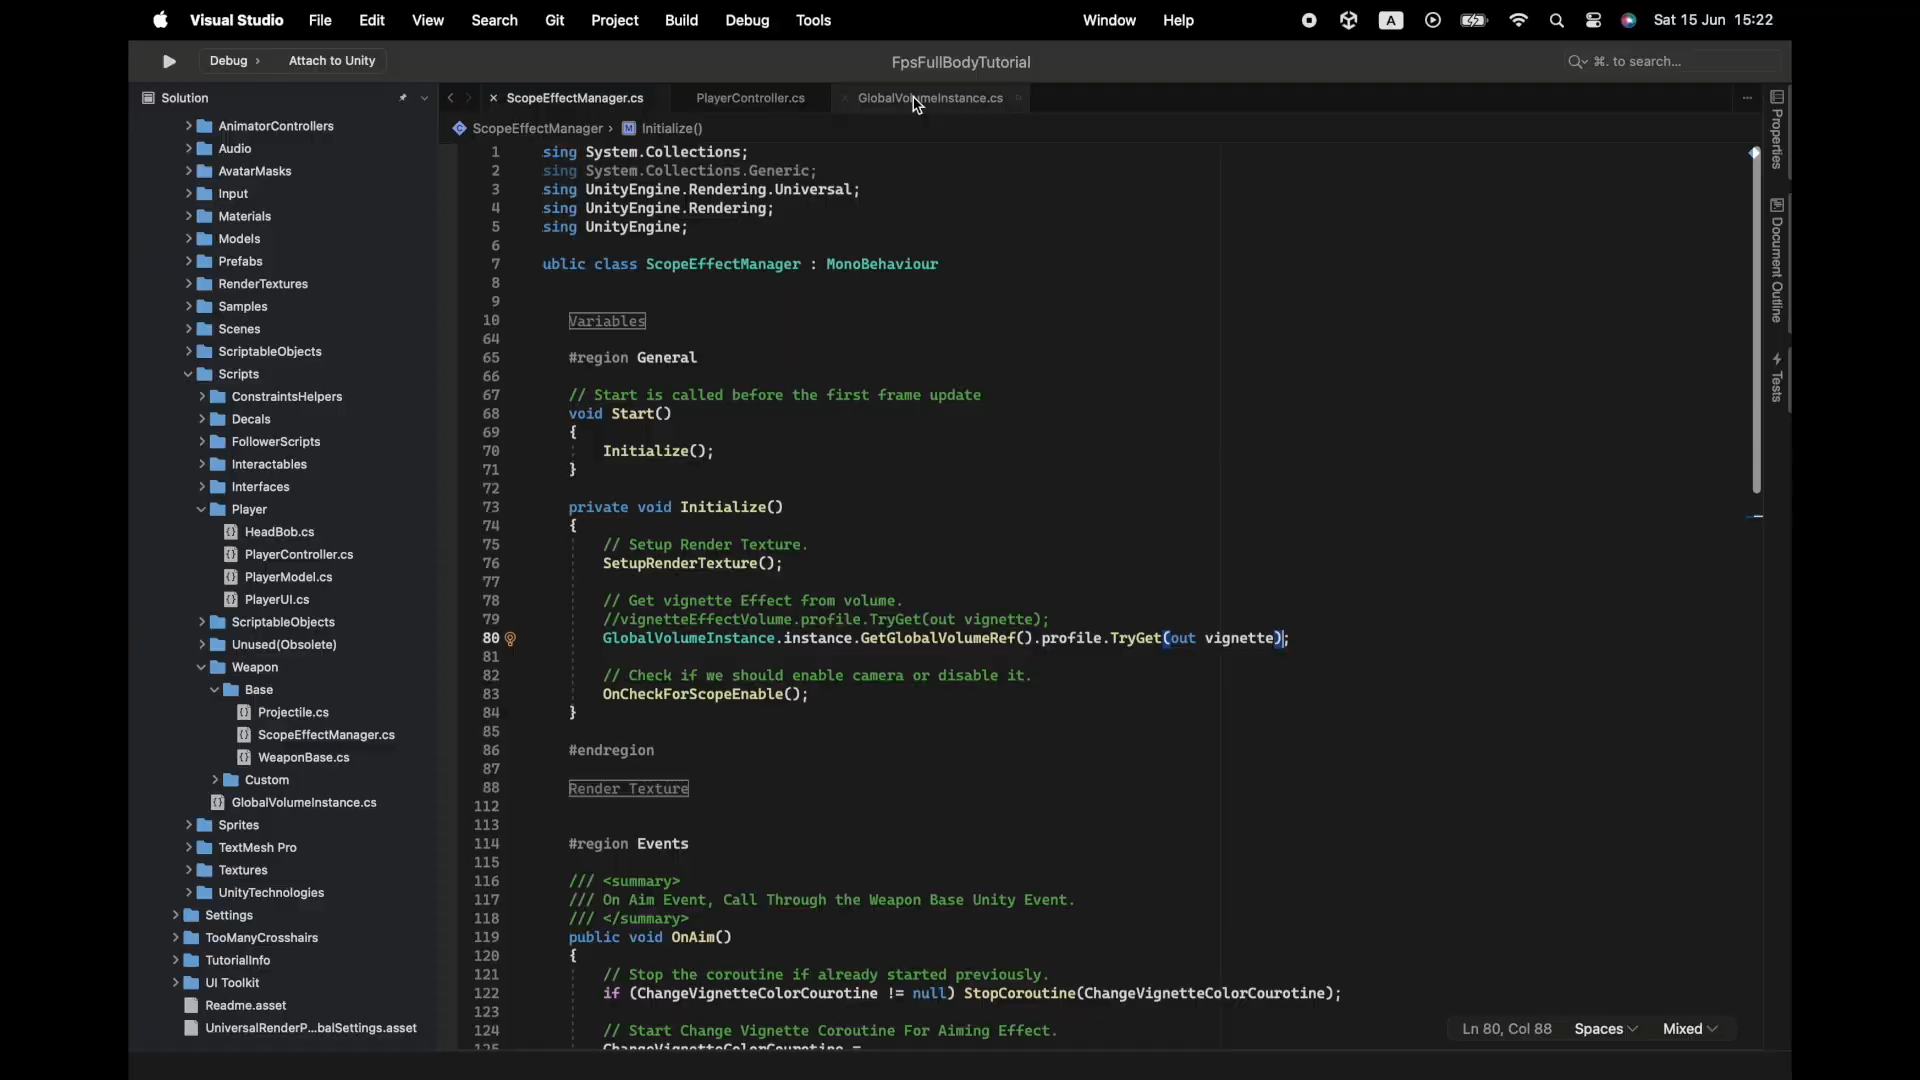 Visual Studio File Edit View Search Git Project Build Debug Tools Window Help A Sat 15 Jun 15:22
Debug › Attach to Unity FpsFullBodyTutorial ⌘. to search...
Solution
AnimatorControllers
Audio
AvatarMasks
Input
Materials
Models
Prefabs
RenderTextures
Samples
Scenes
ScriptableObjects
Scripts
ConstraintsHelpers
Decals
FollowerScripts
Interactables
Interfaces
Player
HeadBob.cs
PlayerController.cs
PlayerModel.cs
PlayerUI.cs
ScriptableObjects
Unused(Obsolete)
Weapon
Base
Projectile.cs
ScopeEffectManager.cs
WeaponBase.cs
Custom
GlobalVolumeInstance.cs
Sprites
TextMesh Pro
Textures
UnityTechnologies
Settings
TooManyCrosshairs
TutorialInfo
UI Toolkit
Readme.asset
UniversalRenderP...balSettings.asset
ScopeEffectManager.cs PlayerController.cs GlobalVolumeInstance.cs
ScopeEffectManager › M Initialize()
1 sing System.Collections;
2 sing System.Collections.Generic;
3 sing UnityEngine.Rendering.Universal;
4 sing UnityEngine.Rendering;
5 sing UnityEngine;
6
7 ublic class ScopeEffectManager : MonoBehaviour
8
9
10 Variables
64
65 #region General
66
67 // Start is called before the first frame update
68 void Start()
69 {
70 Initialize();
71 }
72
73 private void Initialize()
74 {
75 // Setup Render Texture.
76 SetupRenderTexture();
77
78 // Get vignette Effect from volume.
79 //vignetteEffectVolume.profile.TryGet(out vignette);
80 GlobalVolumeInstance.instance.GetGlobalVolumeRef().profile.TryGet(out vignette);
81
82 // Check if we should enable camera or disable it.
83 OnCheckForScopeEnable();
84 }
85
86 #endregion
87
88 Render Texture
112
113
114 #region Events
115
116 /// <summary>
117 /// On Aim Event, Call Through the Weapon Base Unity Event.
118 /// </summary>
119 public void OnAim()
120 {
121 // Stop the coroutine if already started previously.
122 if (ChangeVignetteColorCourotine != null) StopCoroutine(ChangeVignetteColorCourotine);
123
124 // Start Change Vignette Coroutine For Aiming Effect.
125 ChangeVignetteColorCourotine =
Properties
Document Outline
Tests
Ln 80, Col 88 Spaces Mixed